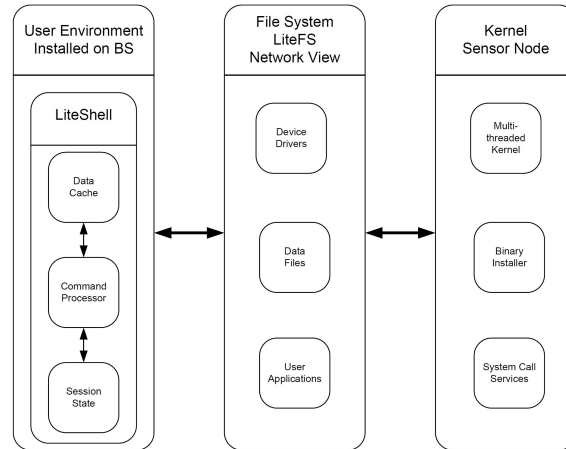 User Environment
Installed on BS
LiteShell
Data
Cache
Command
Processor
Session
State
File System
LiteFS
Network View
Device
Drivers
Data
Files
User
Applications
Kernel
Sensor Node
Multi-
threaded
Kernel
Binary
Installer
System Call
Services